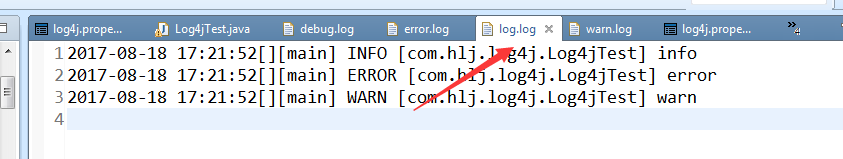 log4j.prope... Log4jTest.java debug.log error.log log.log warn.log log4j.prope... »4
1 2017-08-18 17:21:52[][main] INFO [com.hlj.log4j.Log4jTest] info
2 2017-08-18 17:21:52[][main] ERROR [com.hlj.log4j.Log4jTest] error
3 2017-08-18 17:21:52[][main] WARN [com.hlj.log4j.Log4jTest] warn
4